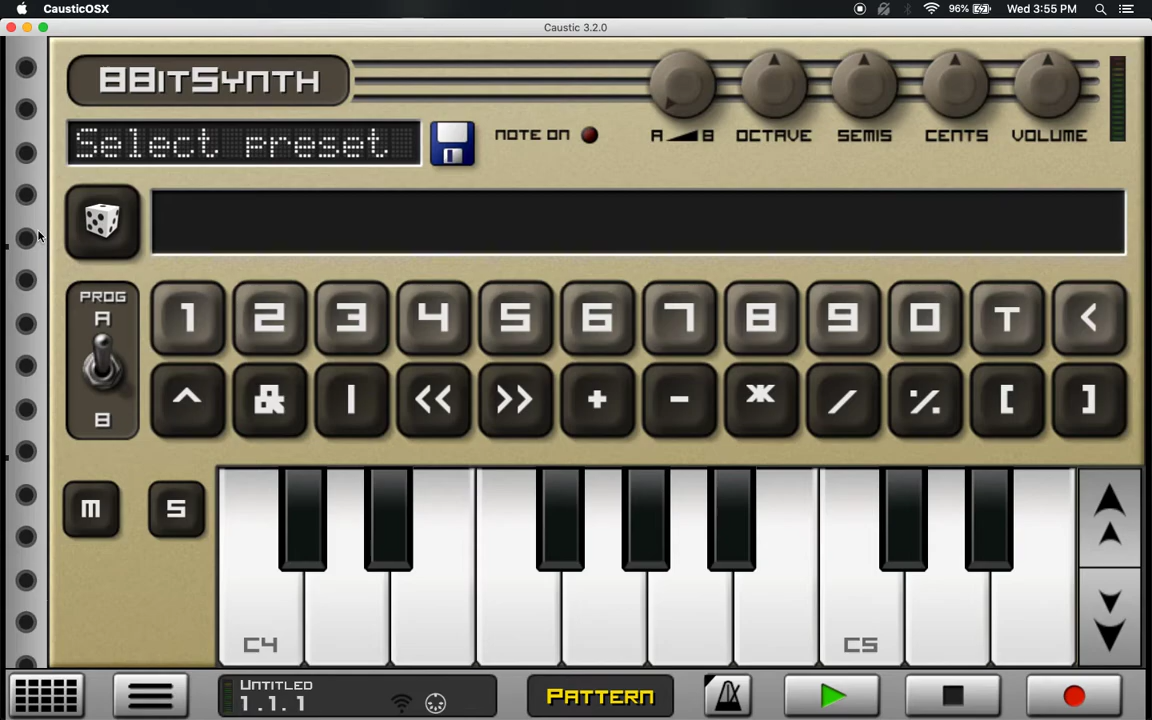 CausticOSX
96%
Wed 3:55 PM
Caustic 3.2.0
8BitSynth
Select preset
NOTE ON
A B
OCTAVE
SEMIS
CENTS
VOLUME
PROG
A
B
1 2 3 4 5 6 7 8 9 0 T <
^ & | << >> + - * / % [ ]
M S
C4
C5
Untitled
1.1.1
Pattern